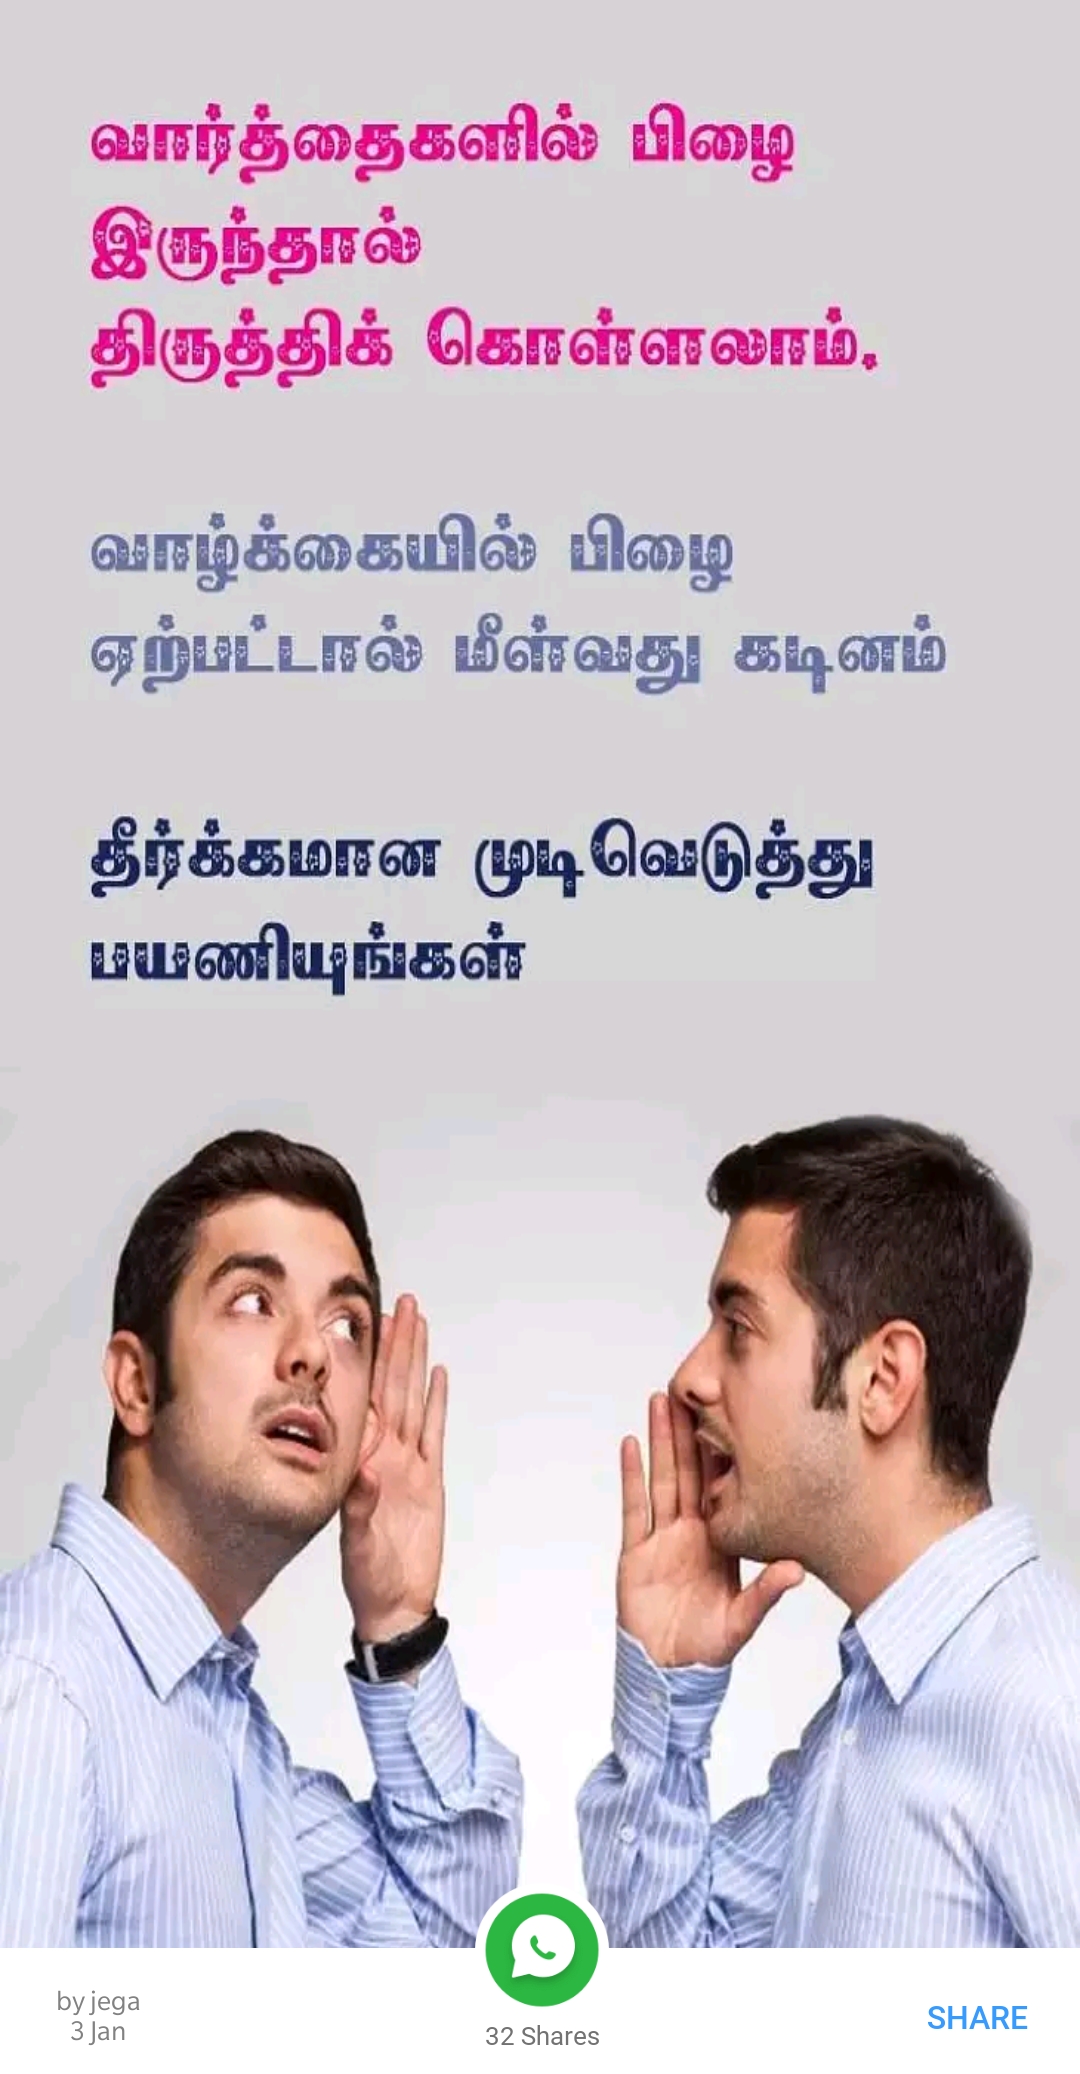 வார்த்தைகளில் பிழை
இருந்தால்
திருத்திக் கொள்ளலாம்.
வாழ்க்கையில் பிழை
ஏற்பட்டால் மீள்வது கடினம்
தீர்க்கமான முடிவெடுத்து
பயணியுங்கள்
by jega
3 Jan
32 Shares
SHARE